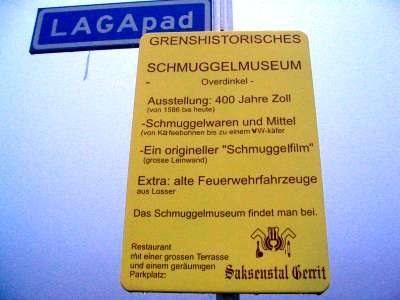 LAGApad
GRENSHISTORISCHES
SCHMUGGELMUSEUM
- Overdinkel -
Ausstellung: 400 Jahre Zoll
(von 1586 bis heute)
-Schmuggelwaren und Mittel
(von Kafeebohnen bis zu einem VW-käfer
-Ein origineller "Schmuggelfilm"
(grosse Leinwand)
Extra: alte Feuerwehrfahrzeuge
aus Losser
Das Schmuggelmuseum findet man bei.
Restaurant
mit einer grossen Terrasse
und einem geräumigen
Parkplatz:
Saksenstal Gerrit